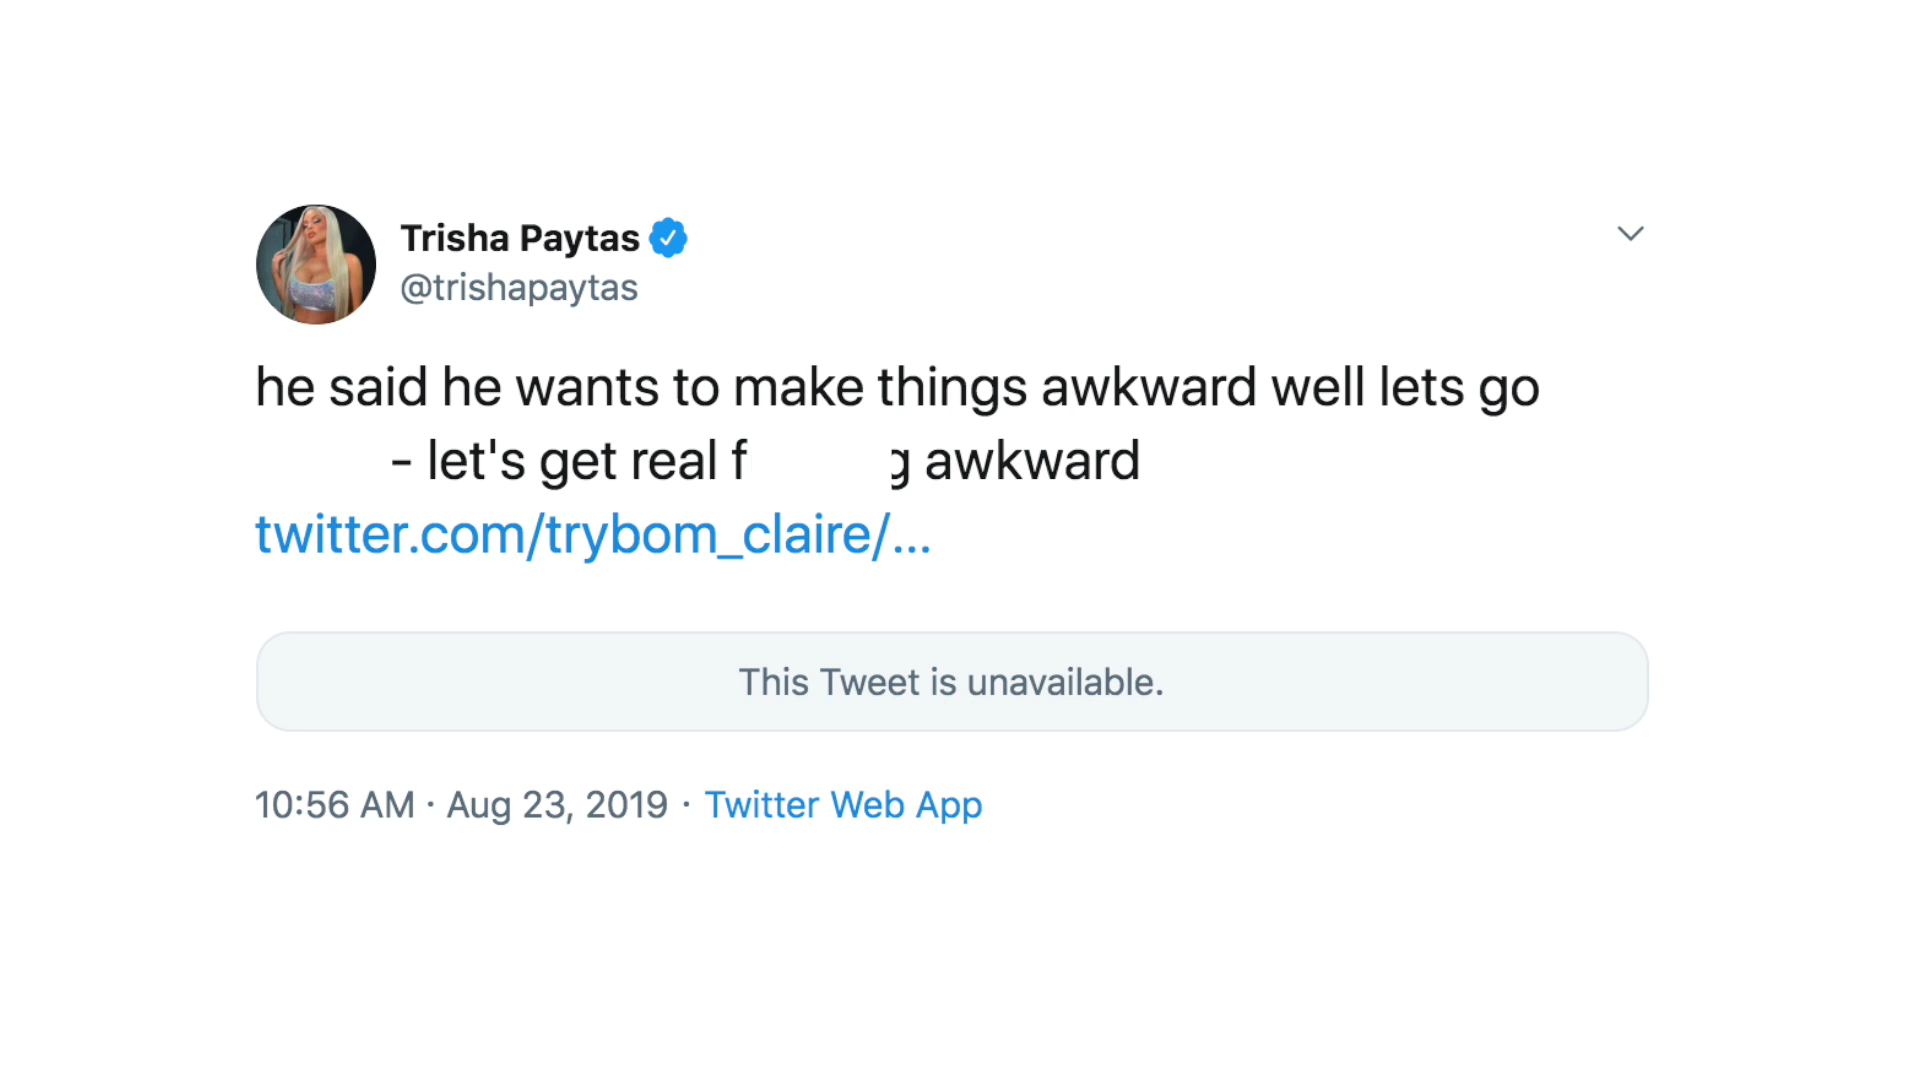 Trisha Paytas
@trishapaytas
he said he wants to make things awkward well lets go
- let's get real f g awkward
twitter.com/trybom_claire/...
This Tweet is unavailable.
10:56 AM · Aug 23, 2019 · Twitter Web App